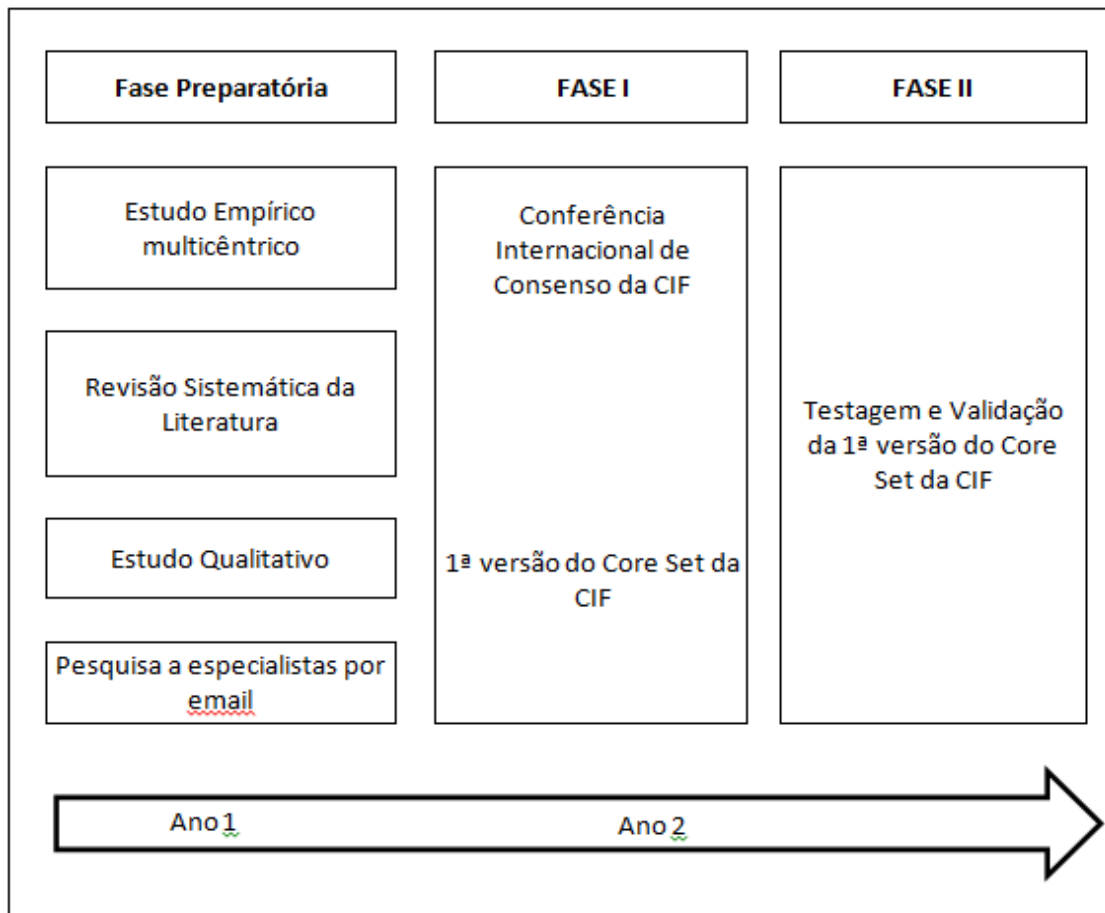 Fase Preparatória
FASE I
FASE II
Estudo Empírico
multicêntrico
Revisão Sistemática da
Literatura
Estudo Qualitativo
Pesquisa a especialistas por
email
Conferência
Internacional de
Consenso da CIF
1ª versão do Core Set da
CIF
Testagem e Validação
da 1ª versão do Core
Set da CIF
Ano 1
Ano 2